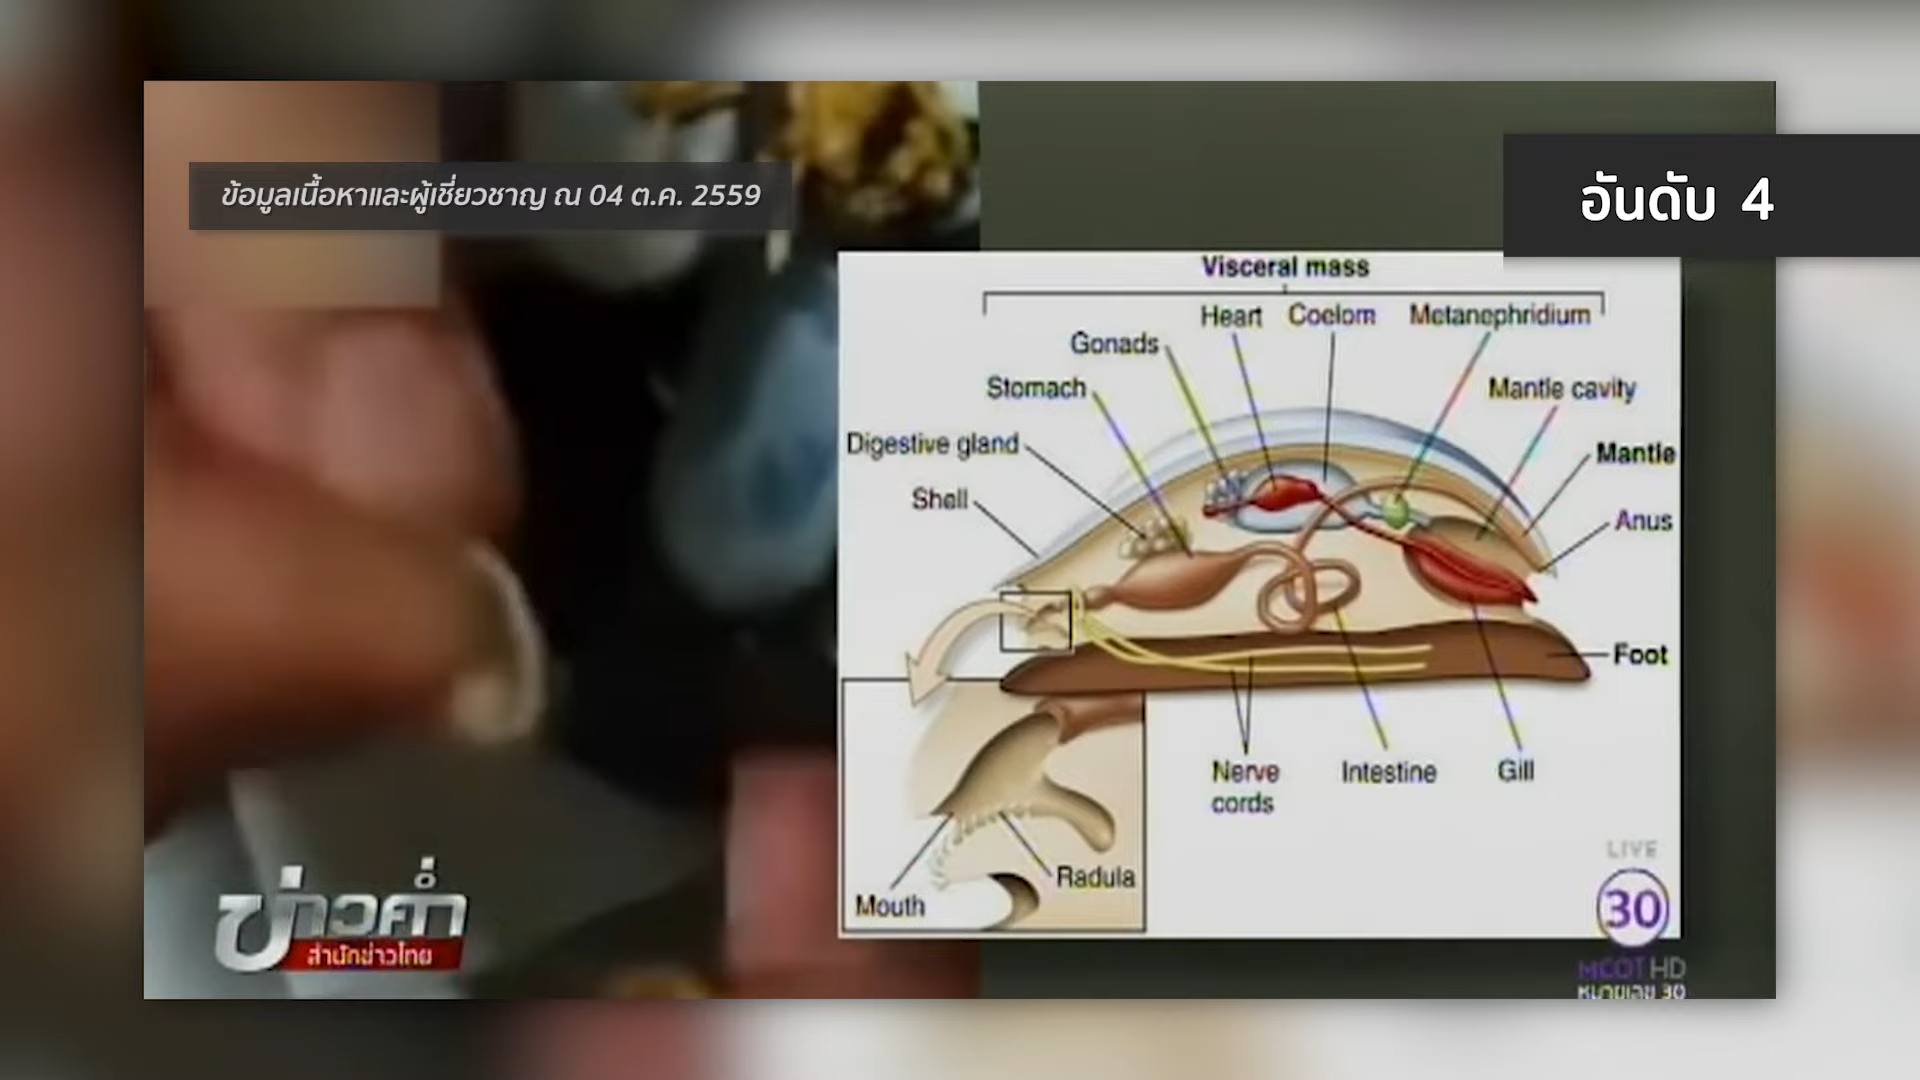 ข้อมูลเนื้อหาและผู้เชี่ยวชาญ ณ 04 ต.ค. 2559
อันดับ 4
Visceral mass
Heart Coelom Metanephridium
Gonads
Stomach
Mantle cavity
Digestive gland
Mantle
Shell
Anus
Foot
Nerve cords
Intestine
Gill
Radula
Mouth
LIVE
30
MCOT HD
หมายเลข 30
ข่าวค่ำ
สำนักข่าวไทย